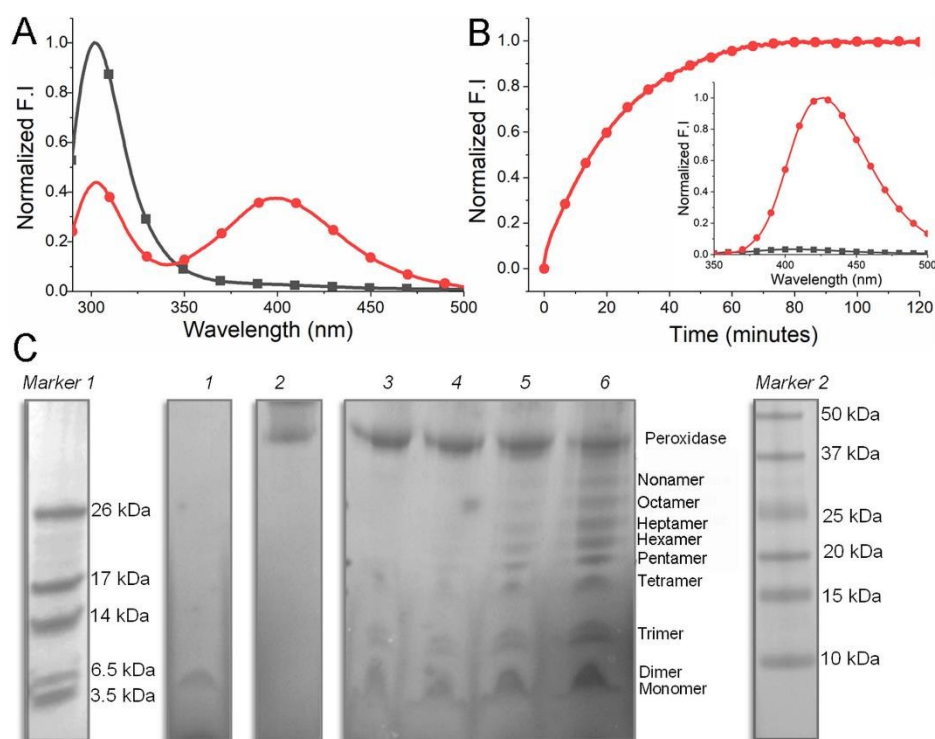 A
Normalized F.I
1.0
0.8
0.6
0.4
0.2
0.0
300 350 400 450 500
Wavelength (nm)
B
Normalized F.I
1.0
0.8
0.6
0.4
0.2
0.0
0 20 40 60 80 100 120
Time (minutes)
Normalized F.I
1.0
0.8
0.6
0.4
0.2
0.0
350 400 450 500
Wavelength (nm)
C
Marker 1 1 2 3 4 5 6 Marker 2
26 kDa
17 kDa
14 kDa
6.5 kDa
3.5 kDa
Peroxidase
Nonamer
Octamer
Heptamer
Hexamer
Pentamer
Tetramer
Trimer
Dimer
Monomer
50 kDa
37 kDa
25 kDa
20 kDa
15 kDa
10 kDa